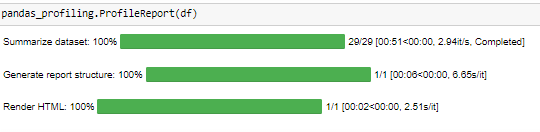 pandas_profiling.ProfileReport(df)
Summarize dataset: 100% 29/29 [00:51<00:00, 2.94it/s, Completed]
Generate report structure: 100% 1/1 [00:06<00:00, 6.65s/it]
Render HTML: 100% 1/1 [00:02<00:00, 2.51s/it]